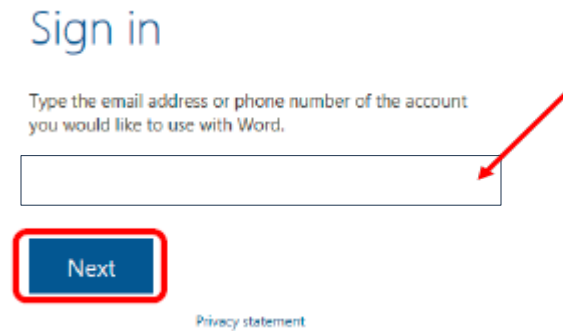 Sign in
Type the email address or phone number of the account
you would like to use with Word.
Next
Privacy statement